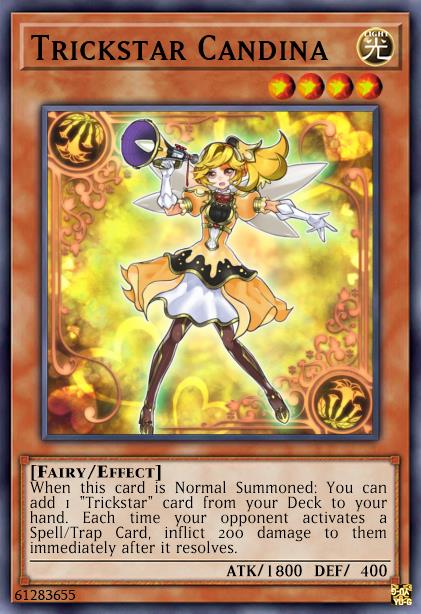 Trickstar Candina
LIGHT
光
[Fairy/Effect]
When this card is Normal Summoned: You can
add 1 "Trickstar" card from your Deck to your
hand. Each time your opponent activates a
Spell/Trap Card, inflict 200 damage to them
immediately after it resolves.
ATK/1800 DEF/ 400
61283655